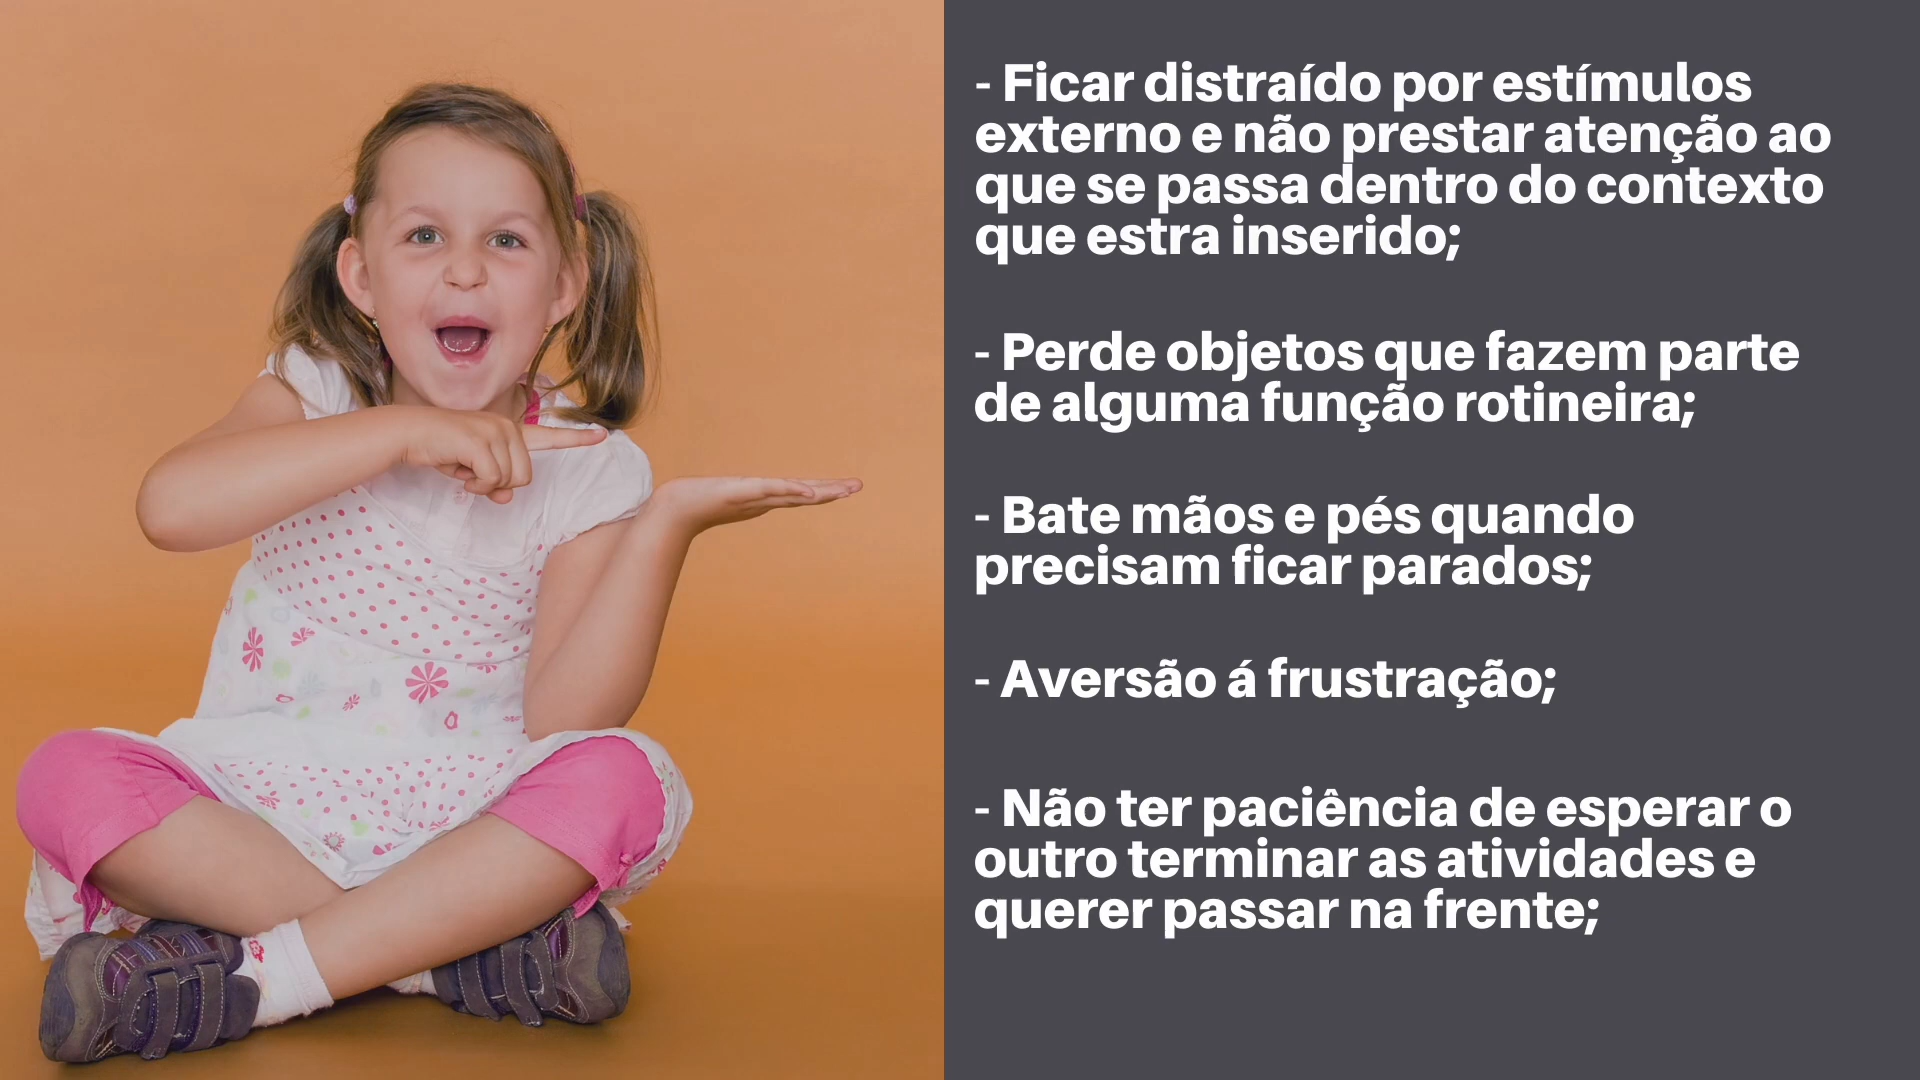 - Ficar distraído por estímulos
externo e não prestar atenção ao
que se passa dentro do contexto
que estra inserido;
- Perde objetos que fazem parte
de alguma função rotineira;
- Bate mãos e pés quando
precisam ficar parados;
- Aversão á frustração;
- Não ter paciência de esperar o
outro terminar as atividades e
querer passar na frente;